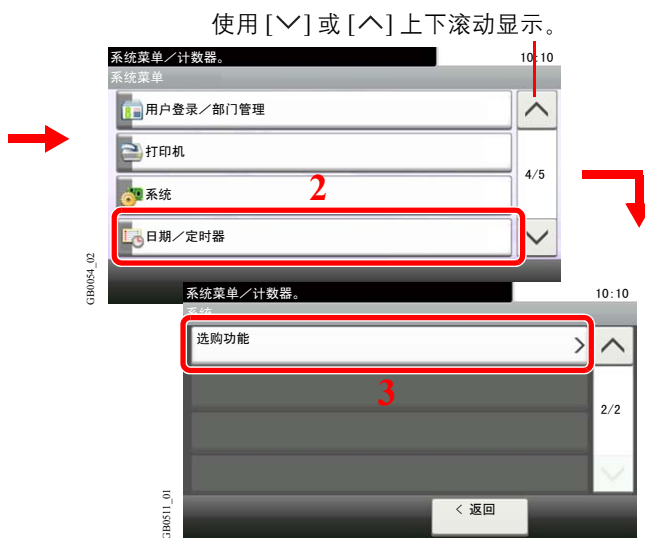 使用 [∨] 或 [∧] 上下滚动显示。
系统菜单／计数器。
10:10
系统菜单
用户登录／部门管理
打印机
4/5
系统
2
日期／定时器
GB0054_02
系统菜单／计数器。
10:10
系统
选购功能
3
2/2
GB0511_01
< 返回